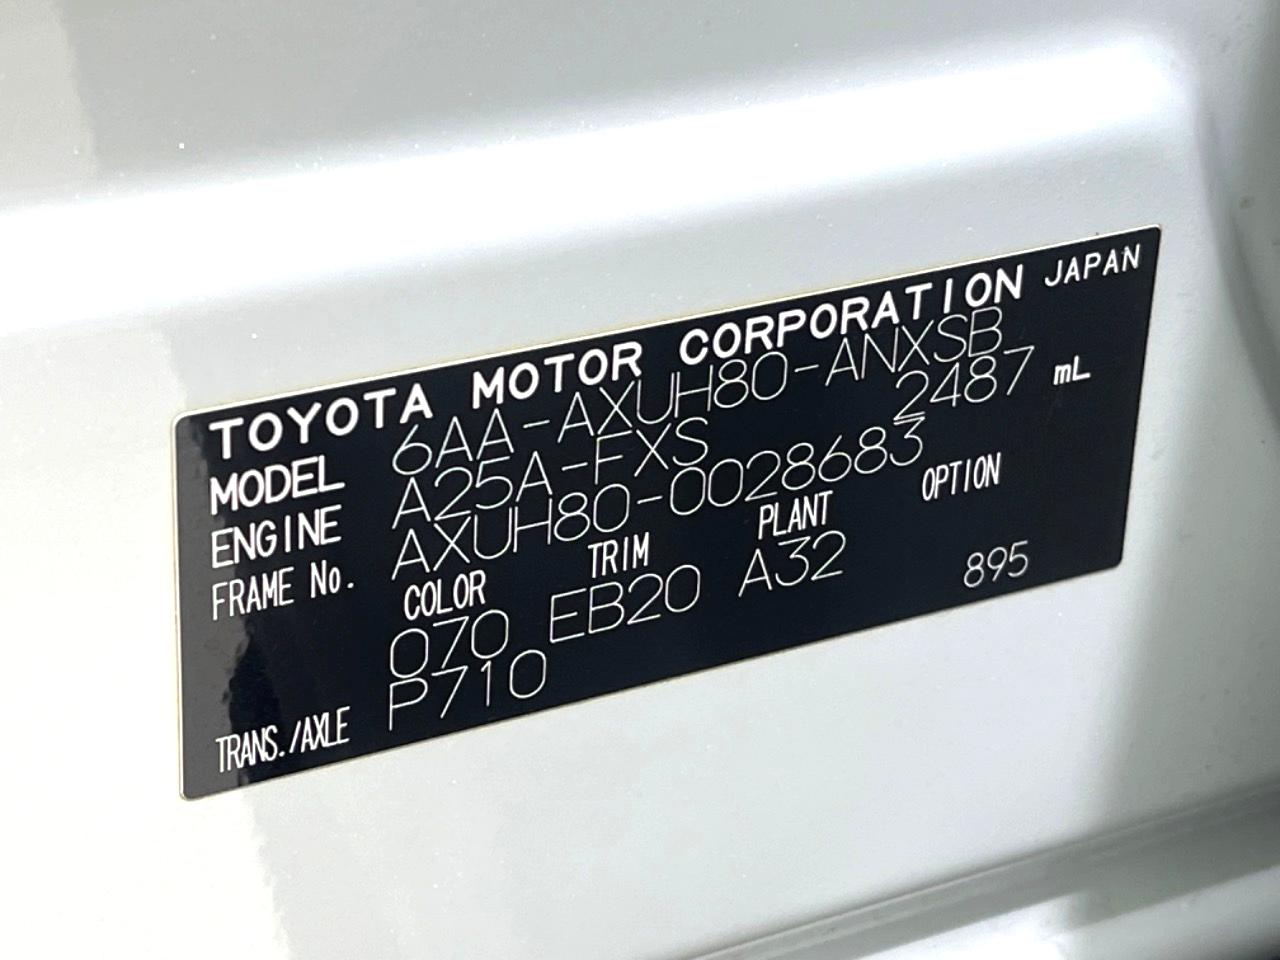 TOYOTA MOTOR CORPORATION JAPAN
MODEL 6AA-AXUH80-ANXSB
ENGINE A25A-FXS 2487 mL
FRAME No. AXUH80-0028683
COLOR TRIM PLANT OPTION
070 EB20 A32 895
TRANS./AXLE P710